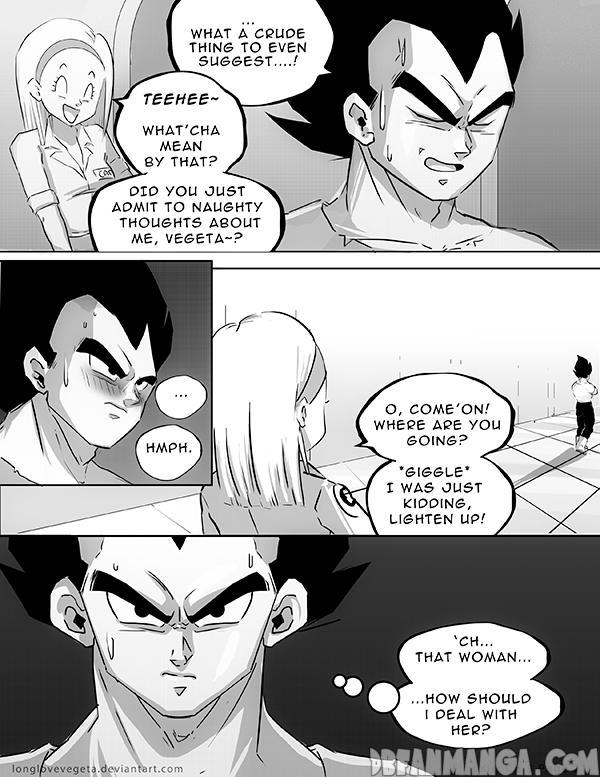 ...
WHAT A CRUDE
THING TO EVEN
SUGGEST....!
TEEHEE~
WHAT'CHA
MEAN
BY THAT?
DID YOU JUST
ADMIT TO NAUGHTY
THOUGHTS ABOUT
ME, VEGETA~?
...
HMPH.
O, COME'ON!
WHERE ARE YOU
GOING?
*GIGGLE*
I WAS JUST
KIDDING,
LIGHTEN UP!
'CH...
THAT WOMAN...
...HOW SHOULD
I DEAL WITH
HER?
longlovevegeta.deviantart.com
DBFANMANGA.COM